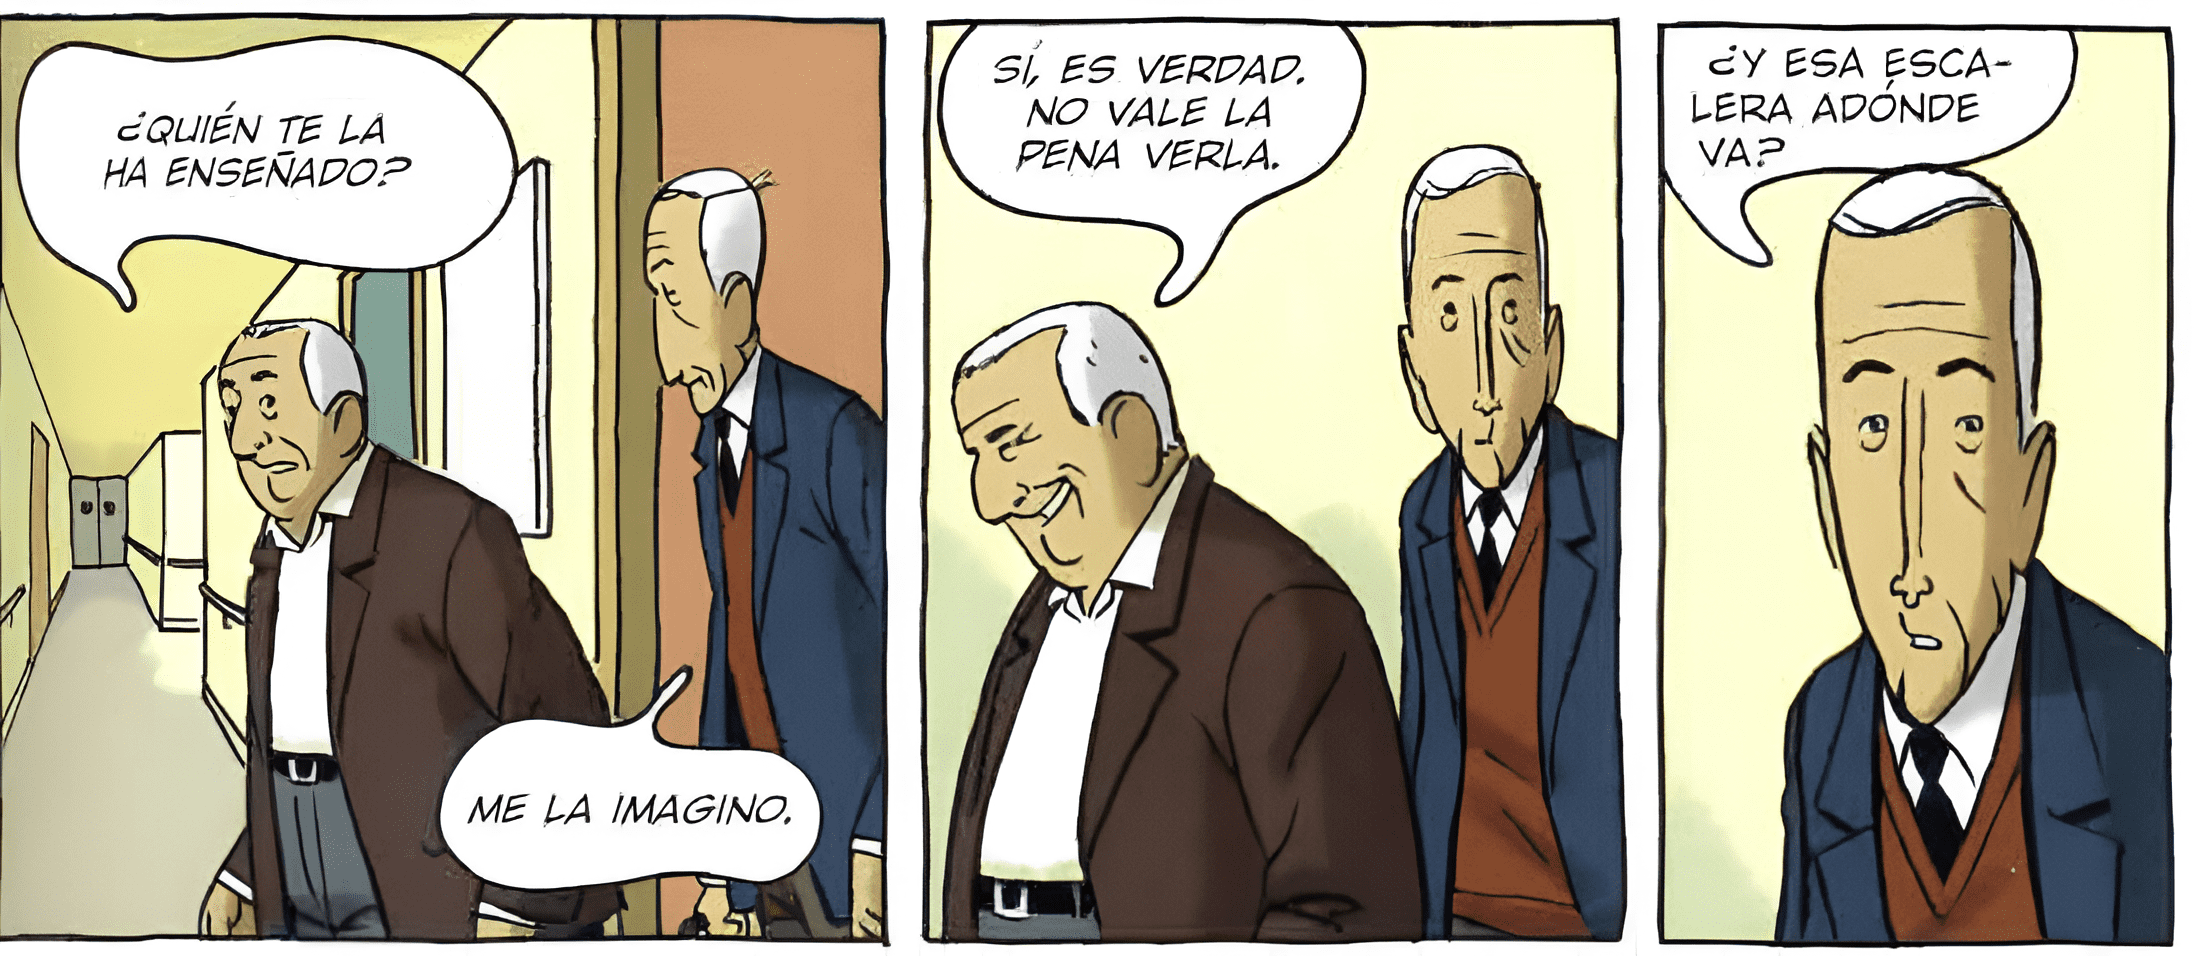 ¿QUIÉN TE LA
HA ENSEÑADO?
ME LA IMAGINO.
SÍ, ES VERDAD.
NO VALE LA
PENA VERLA.
¿Y ESA ESCA-
LERA ADÓNDE
VA?